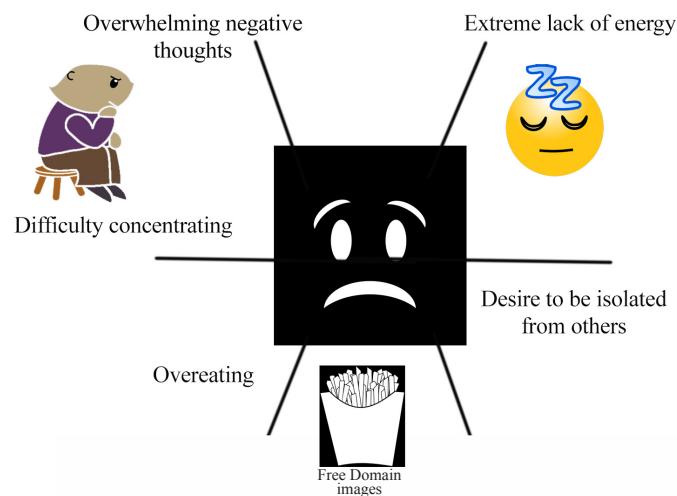 Overwhelming negative
thoughts
Extreme lack of energy
Difficulty concentrating
Desire to be isolated
from others
Overeating
Free Domain
images